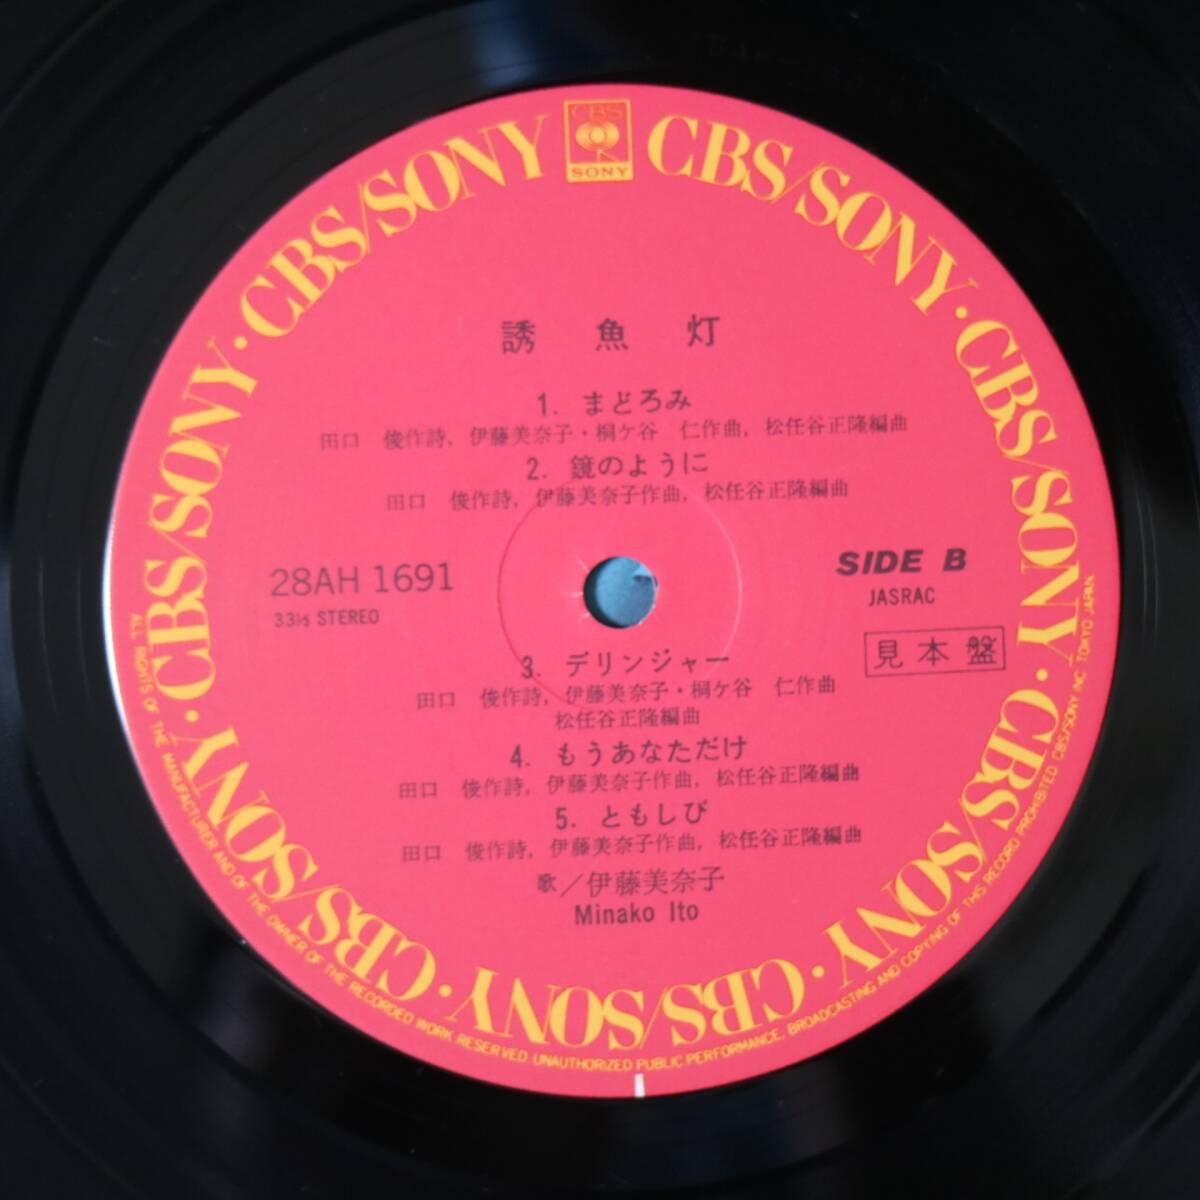 CBS
SONY
CBS/SONY · CBS/SONY · CBS/SONY · CBS/SONY · CBS/SONY · CBS/SONY · CBS/SONY · CBS/SONY · CBS/SONY · CBS/SONY
誘魚灯
1. まどろみ
田口 俊作詩, 伊藤美奈子・桐ケ谷 仁作曲, 松任谷正隆編曲
2. 鏡のように
田口 俊作詩, 伊藤美奈子作曲, 松任谷正隆編曲
28AH 1691
33⅓ STEREO
SIDE B
JASRAC
見本盤
3. デリンジャー
田口 俊作詩, 伊藤美奈子・桐ケ谷 仁作曲
松任谷正隆編曲
4. もうあなただけ
田口 俊作詩, 伊藤美奈子作曲, 松任谷正隆編曲
5. ともしび
田口 俊作詩, 伊藤美奈子作曲, 松任谷正隆編曲
歌／伊藤美奈子
Minako Ito
ALL RIGHTS OF THE MANUFACTURER AND OF THE OWNER OF THE RECORDED WORK RESERVED. UNAUTHORIZED PUBLIC PERFORMANCE, BROADCASTING AND COPYING OF THIS RECORD PROHIBITED CBS/SONY INC. TOKYO JAPAN